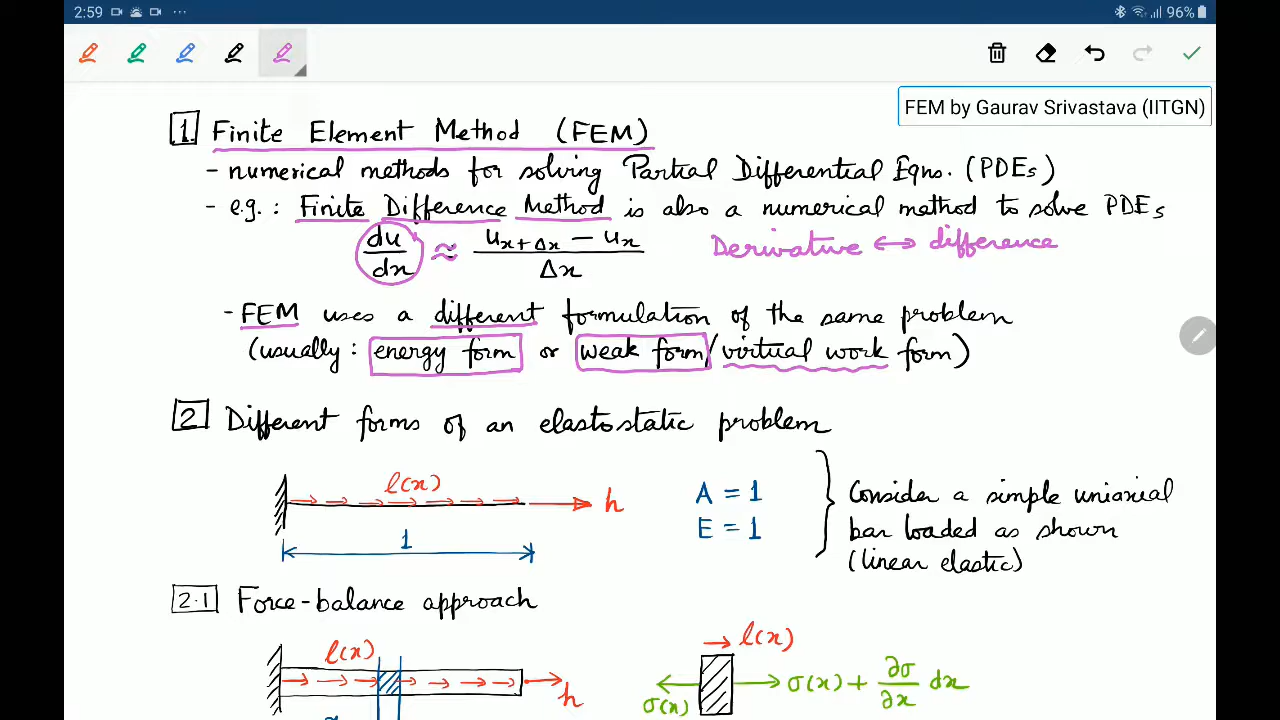 2:59
96%
FEM by Gaurav Srivastava (IITGN)
1. Finite Element Method (FEM)
- numerical methods for solving Partial Differential Eqns. (PDEs)
- e.g. : Finite Difference Method is also a numerical method to solve PDEs
du/dx ≈ (u_{x+Δx} − u_x)/Δx Derivative ↔ difference
- FEM uses a different formulation of the same problem
(usually : energy form or weak form/virtual work form)
2 Different forms of an elastostatic problem
l(x)
h
1
A = 1
E = 1
Consider a simple uniaxial
bar loaded as shown
(linear elastic)
2.1 Force-balance approach
l(x)
h
l(x)
σ(x)
σ(x) + ∂σ/∂x dx